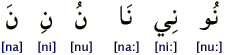 نُو نِي نَا نُ نِ نَ
[na] [ni] [nu] [na:] [ni:] [nu:]